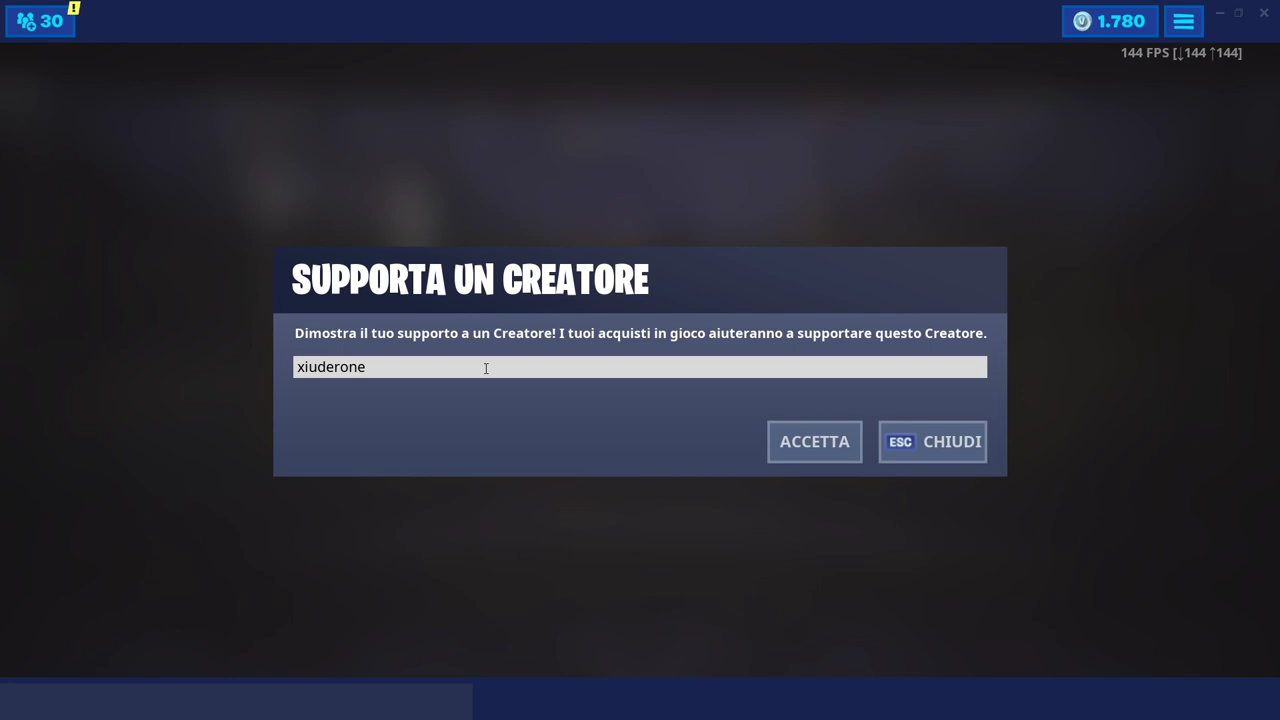 30
!
1.780
144 FPS [↓144 ↑144]
SUPPORTA UN CREATORE
Dimostra il tuo supporto a un Creatore! I tuoi acquisti in gioco aiuteranno a supportare questo Creatore.
xiuderone
ACCETTA
ESC CHIUDI